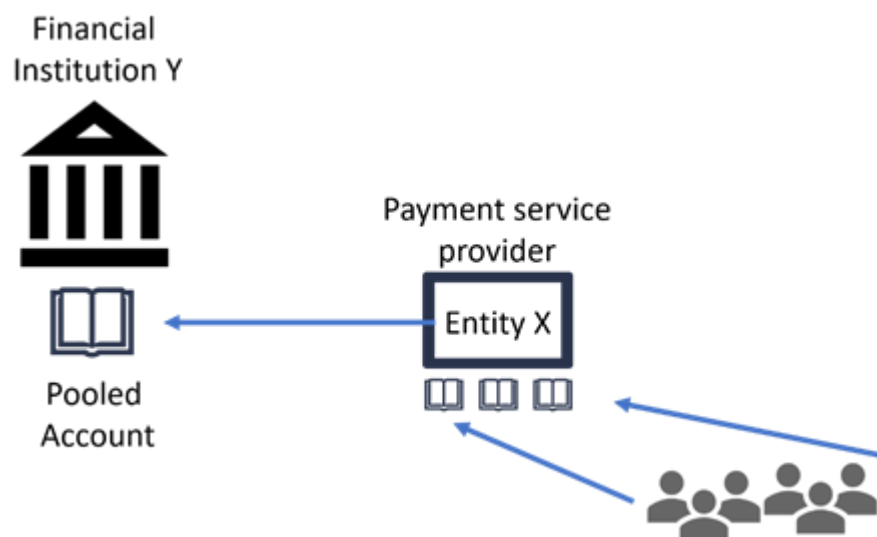 Financial
Institution Y
Payment service
provider
Entity X
Pooled
Account